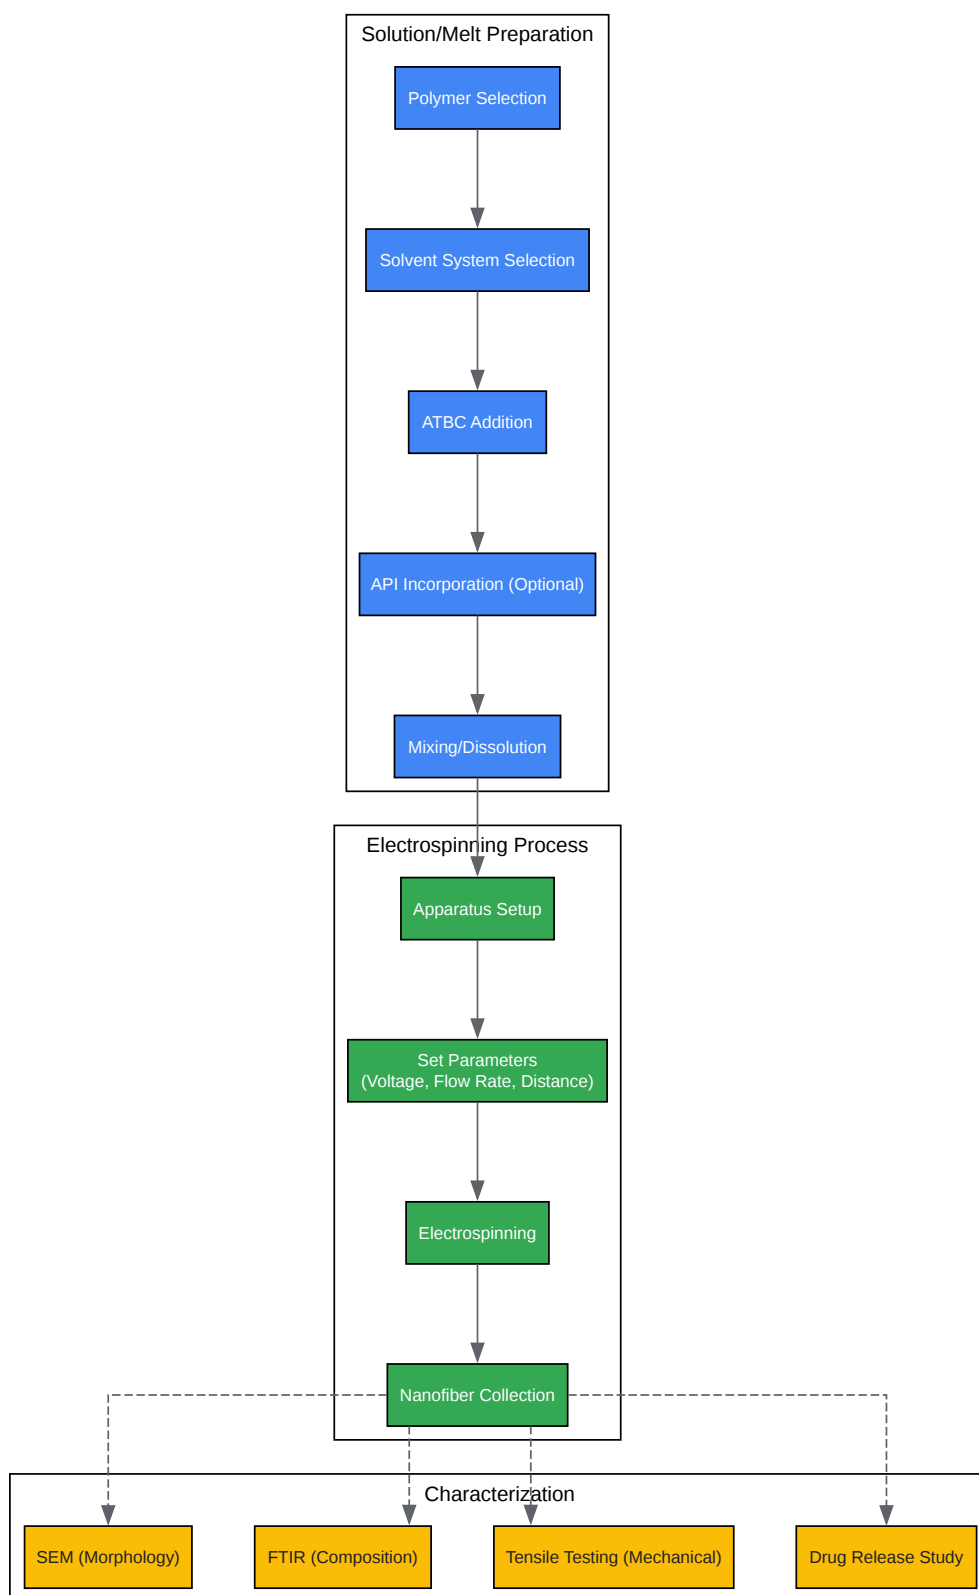 Solution/Melt Preparation
Polymer Selection
Solvent System Selection
ATBC Addition
API Incorporation (Optional)
Mixing/Dissolution
Electrospinning Process
Apparatus Setup
Set Parameters
(Voltage, Flow Rate, Distance)
Electrospinning
Nanofiber Collection
Characterization
SEM (Morphology)
FTIR (Composition)
Tensile Testing (Mechanical)
Drug Release Study